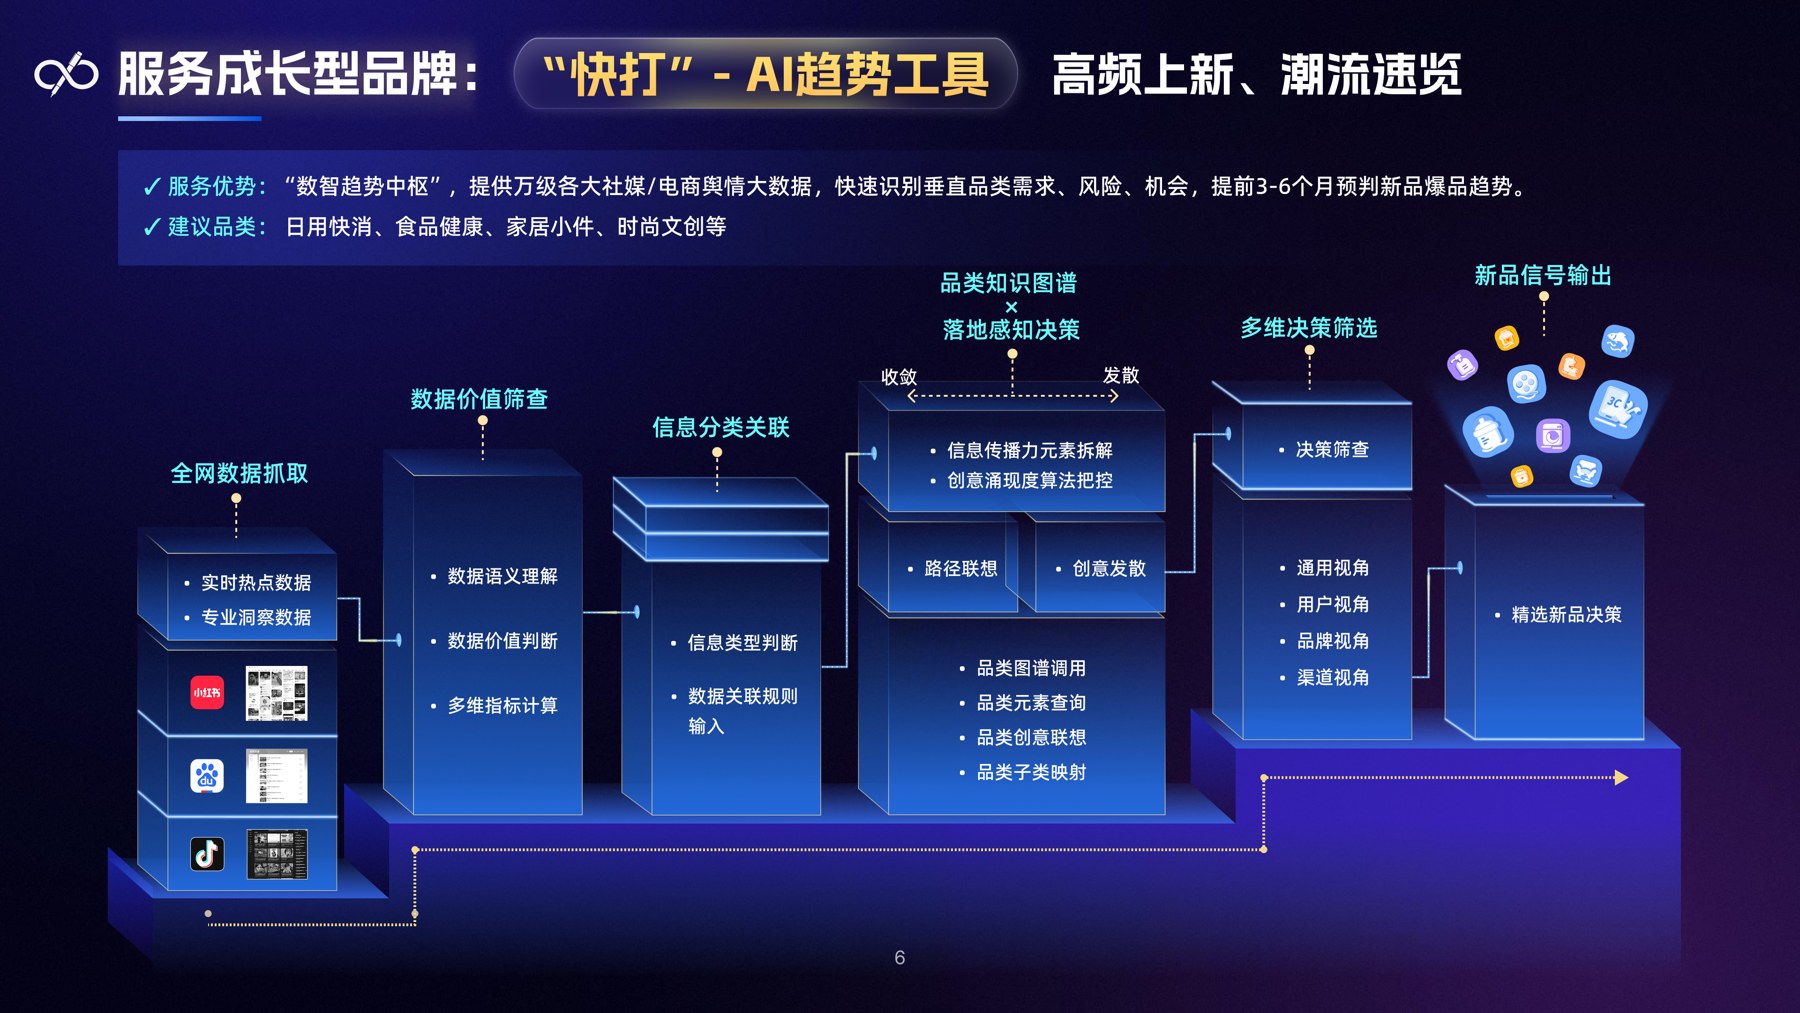 服务成长型品牌：
“快打” - AI趋势工具
高频上新、潮流速览
✓ 服务优势：“数智趋势中枢”，提供万级各大社媒/电商舆情大数据，快速识别垂直品类需求、风险、机会，提前3-6个月预判新品爆品趋势。
✓ 建议品类：日用快消、食品健康、家居小件、时尚文创等
全网数据抓取
• 实时热点数据
• 专业洞察数据
小红书
du
数据价值筛查
• 数据语义理解
• 数据价值判断
• 多维指标计算
信息分类关联
• 信息类型判断
• 数据关联规则
输入
品类知识图谱
×
落地感知决策
收敛
发散
• 信息传播力元素拆解
• 创意涌现度算法把控
• 路径联想
• 创意发散
• 品类图谱调用
• 品类元素查询
• 品类创意联想
• 品类子类映射
多维决策筛选
• 决策筛查
• 通用视角
• 用户视角
• 品牌视角
• 渠道视角
新品信号输出
3C
• 精选新品决策
6